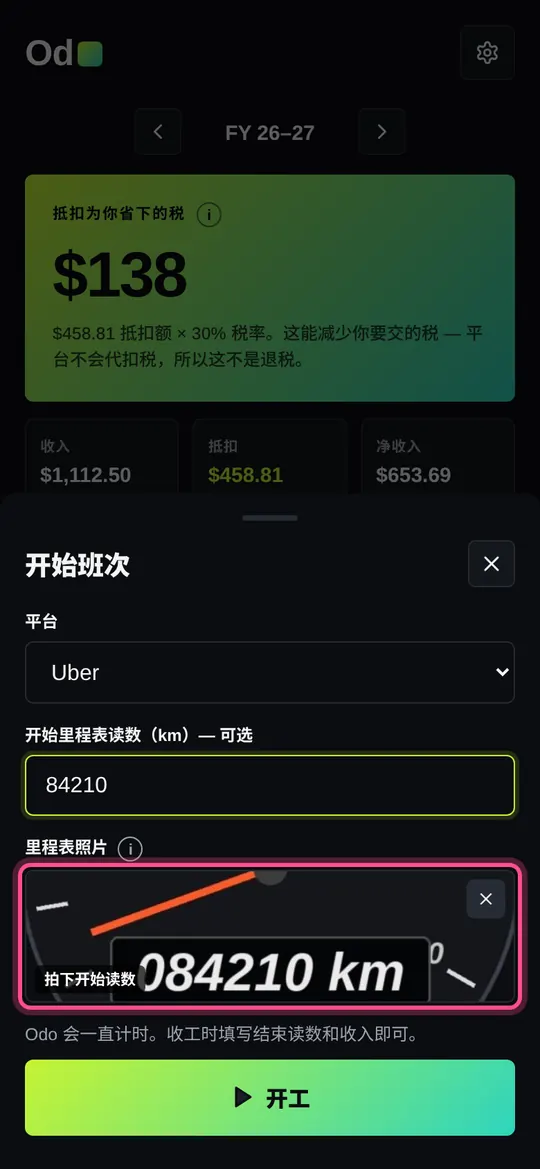 Od
FY 26–27
抵扣为你省下的税 i
$138
$458.81 抵扣额 × 30% 税率。这能减少你要交的税 — 平
台不会代扣税，所以这不是退税。
收入
$1,112.50
抵扣
$458.81
净收入
$653.69
开始班次
平台
Uber
开始里程表读数（km）— 可选
84210
里程表照片 i
0
084210 km
拍下开始读数
Odo 会一直计时。收工时填写结束读数和收入即可。
开工